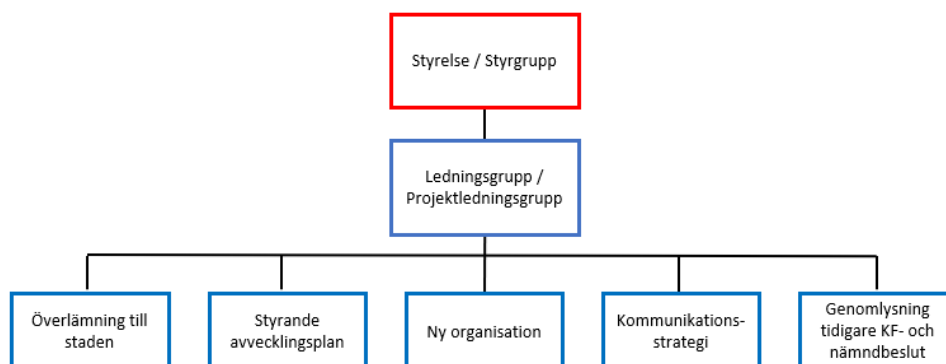 Styrelse / Styrgrupp
Ledningsgrupp /
Projektledningsgrupp
Överlämning till
staden
Styrande
avvecklingsplan
Ny organisation
Kommunikations-
strategi
Genomlysning
tidigare KF- och
nämndbeslut